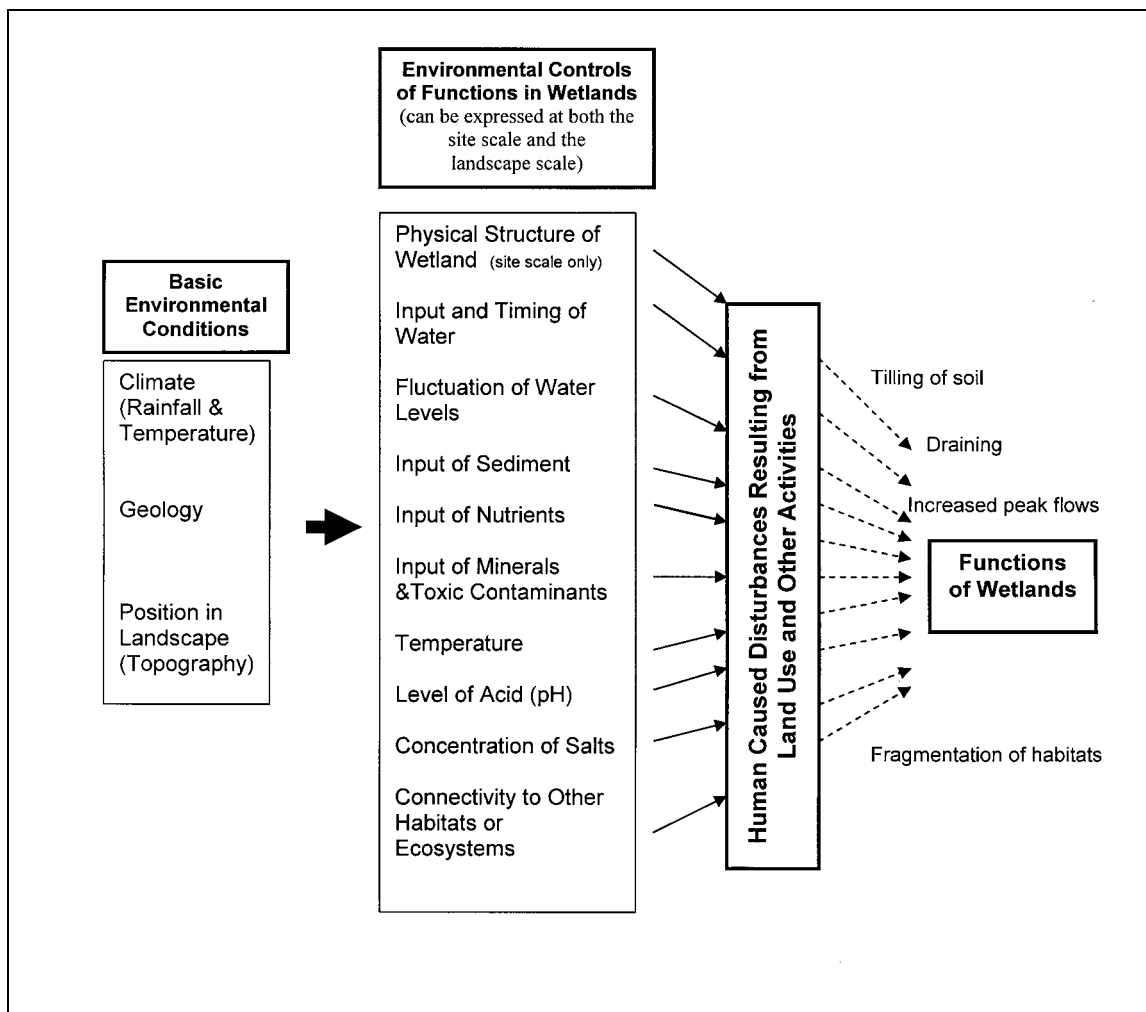 Environmental Controls
of Functions in Wetlands
(can be expressed at both the
site scale and the
landscape scale)
Basic
Environmental
Conditions
Climate
(Rainfall &
Temperature)
Geology
Position in
Landscape
(Topography)
Physical Structure of
Wetland (site scale only)
Input and Timing of
Water
Fluctuation of Water
Levels
Input of Sediment
Input of Nutrients
Input of Minerals
&Toxic Contaminants
Temperature
Level of Acid (pH)
Concentration of Salts
Connectivity to Other
Habitats or
Ecosystems
Human Caused Disturbances Resulting from
Land Use and Other Activities
Tilling of soil
Draining
Increased peak flows
Functions
of Wetlands
Fragmentation of habitats